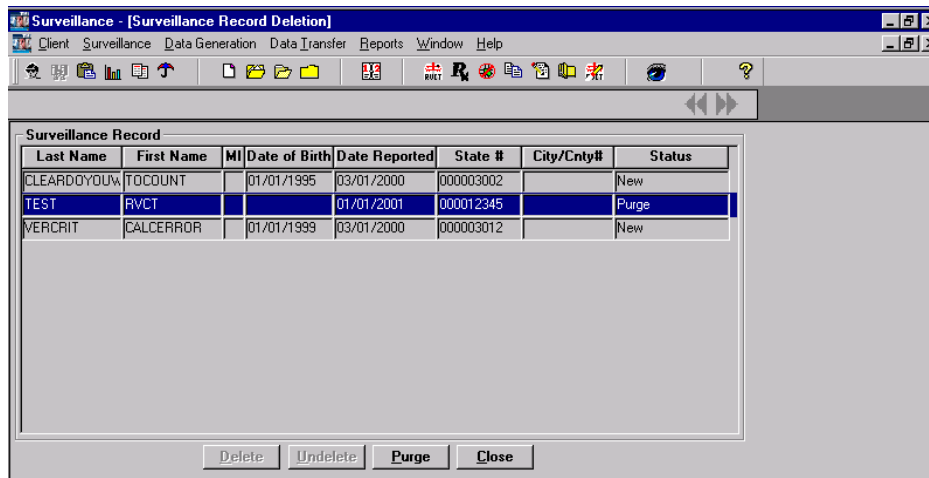 Surveillance - [Surveillance Record Deletion]
Client Surveillance Data Generation Data Transfer Reports Window Help
RVCT
Surveillance Record
Last Name First Name MI Date of Birth Date Reported State # City/Cnty# Status
CLEARDOYOUW TOCOUNT 01/01/1995 03/01/2000 000003002 New
TEST RVCT 01/01/2001 000012345 Purge
VERCRIT CALCERROR 01/01/1999 03/01/2000 000003012 New
Delete Undelete Purge Close